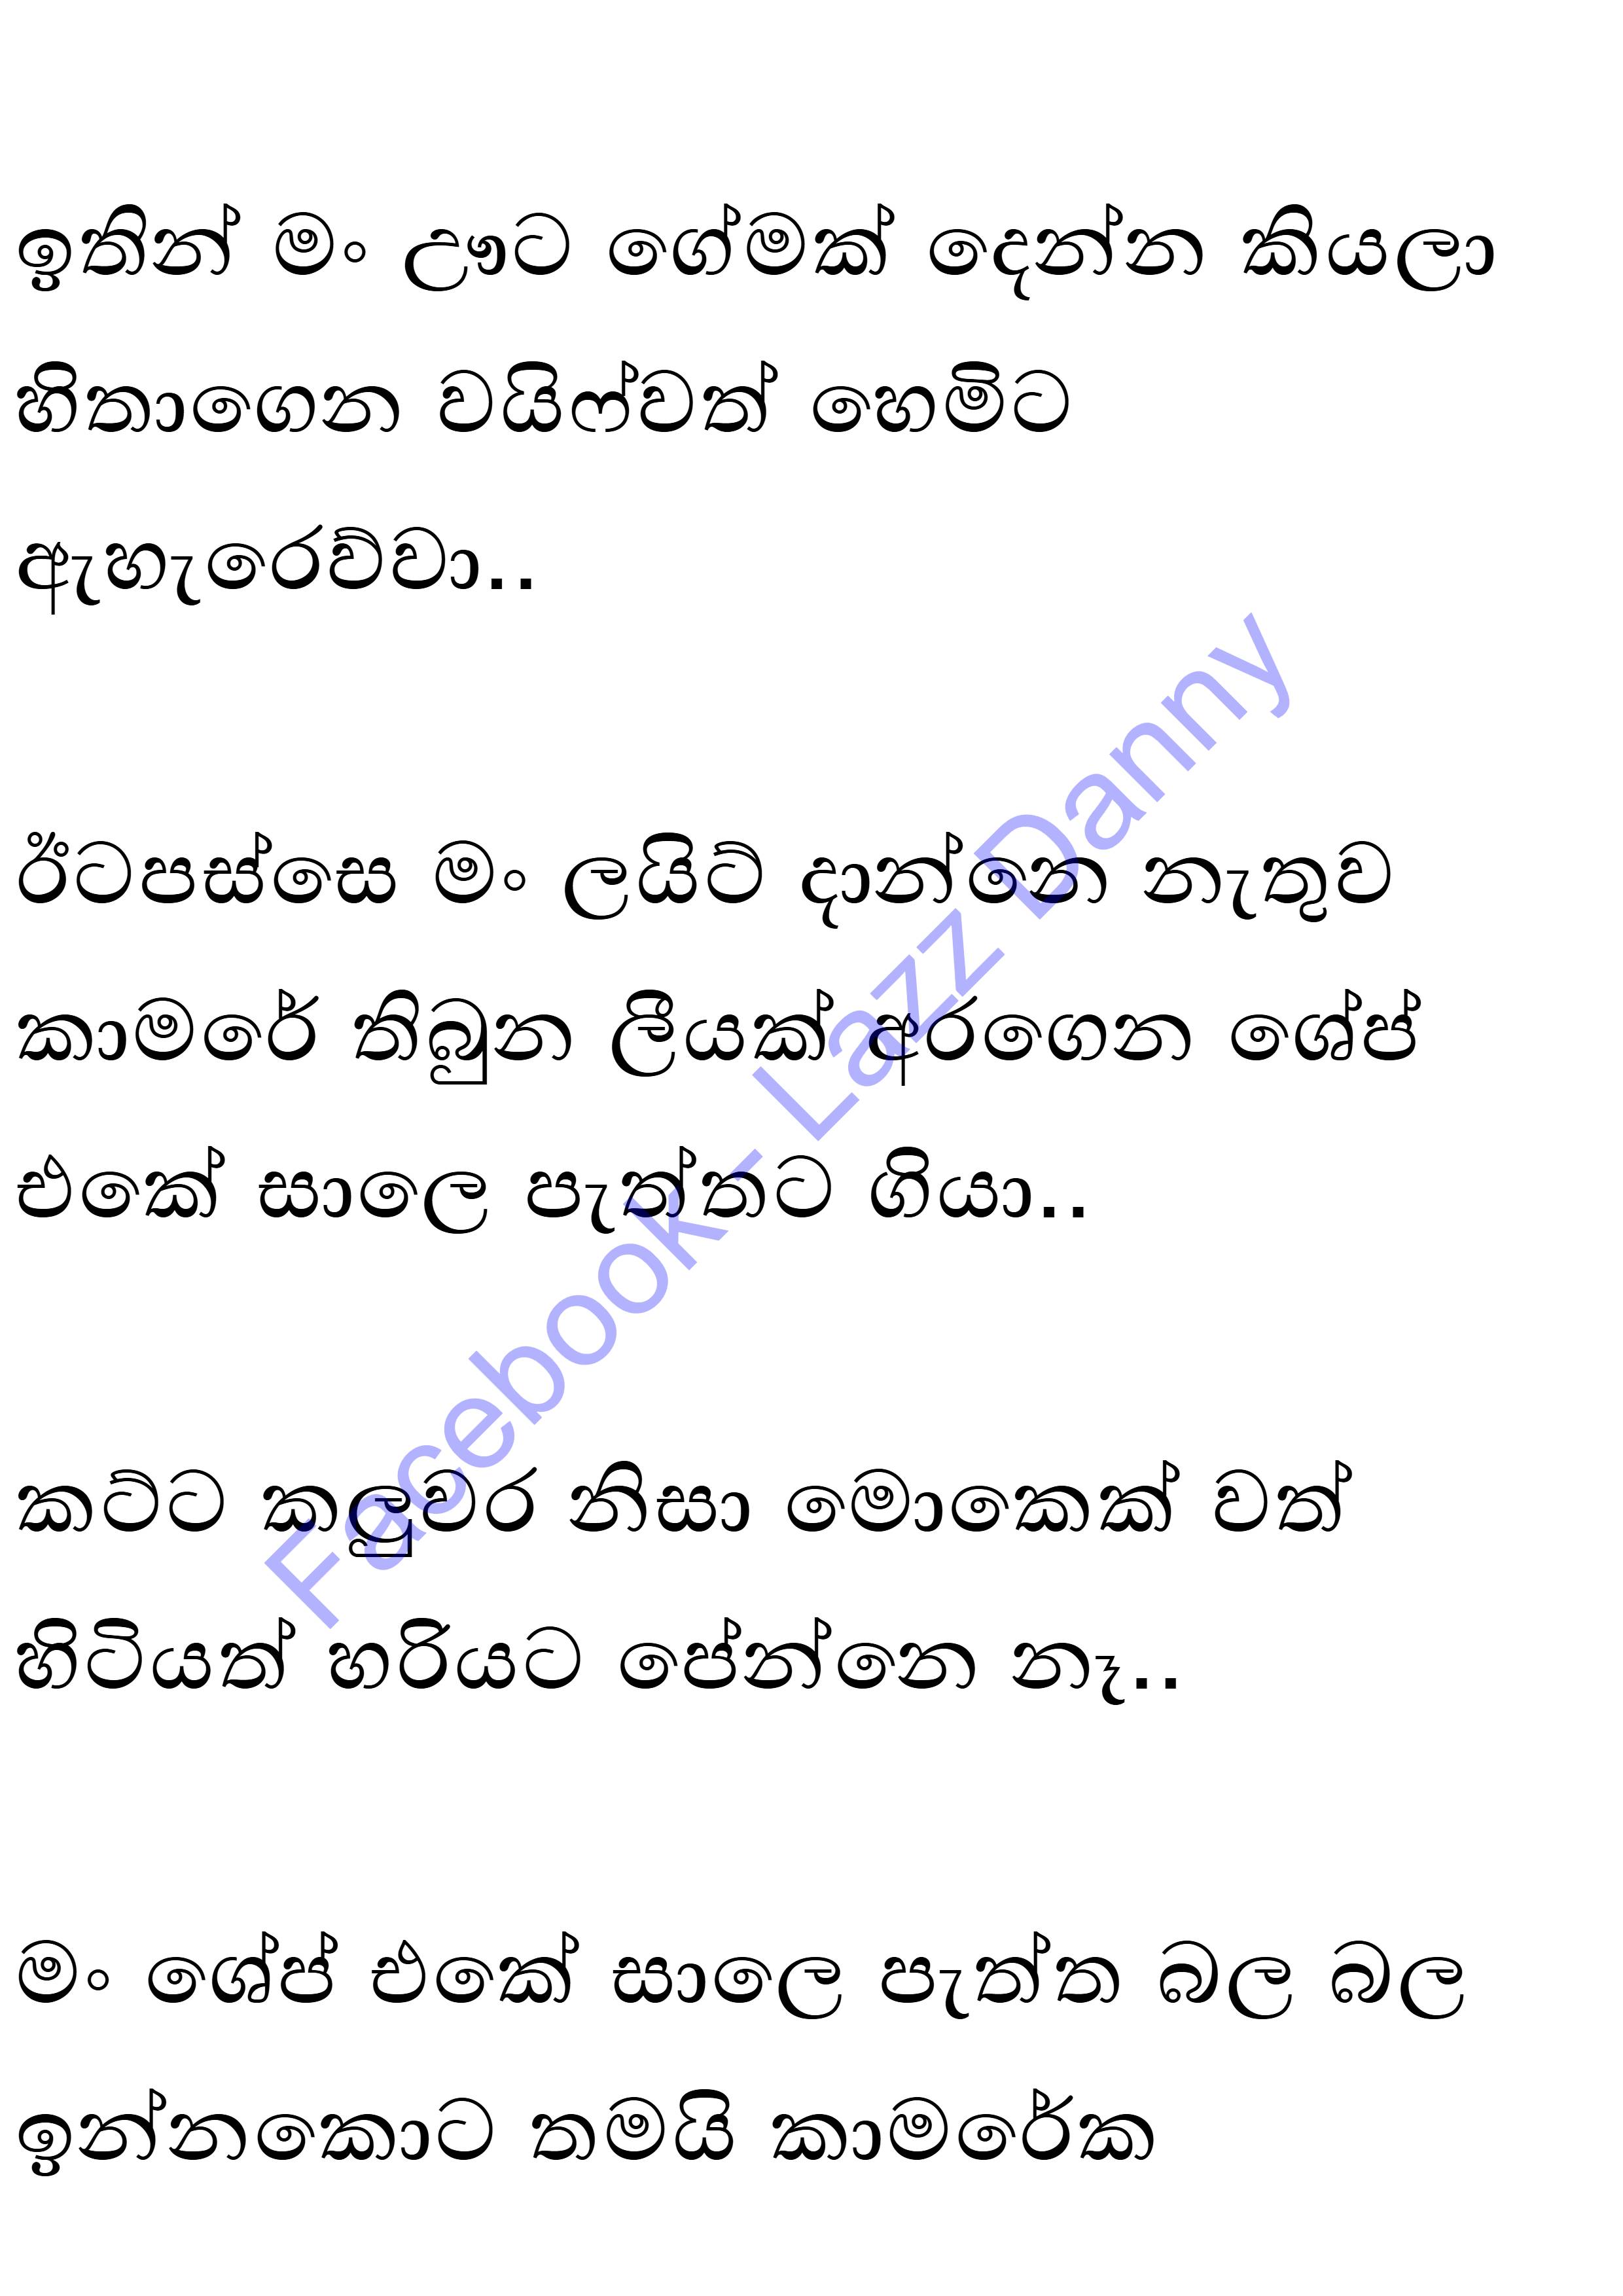 ඉතින් මං ඌට ගේමක් දෙන්න කියලා
හිතාගෙන වයිෆ්වත් හෙමිට
ඇහැරෙව්වා..
ඊටපස්සෙ මං ලයිට් දාන්නෙ නැතුව
කාමරේ තිබුන ලීයක් අරගෙන ශේප්
එකේ සාලෙ පැත්තට ගියා..
කට්ට කලුවර නිසා මොකෙක් වත්
හිටියත් හරියට පේන්නෙ නෑ..
මං ශේප් එකේ සාලෙ පැත්ත බල බල
ඉන්නකොට තමයි කාමරේක
Facebook- Lazz Danny